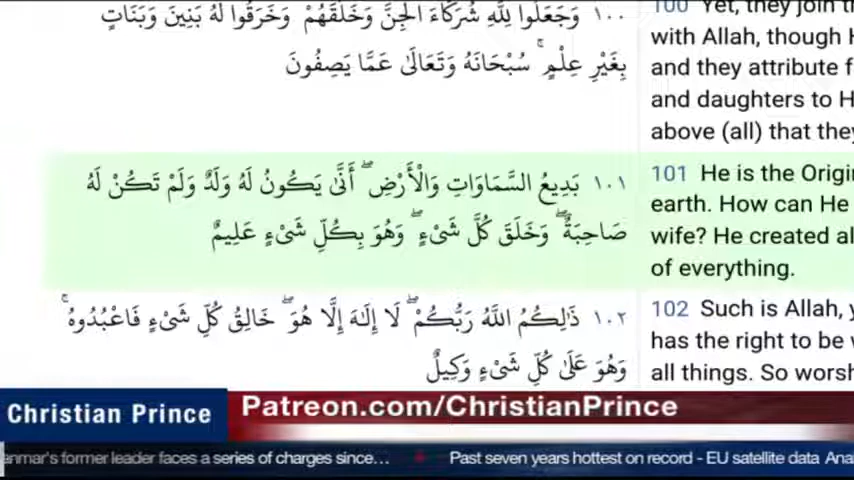 ١٠٠ وَجَعَلُوا لِلَّهِ شُرَكَاءَ الْجِنَّ وَخَلَقَهُمْ ۖ وَخَرَقُوا لَهُ بَنِينَ وَبَنَاتٍ
بِغَيْرِ عِلْمٍ ۚ سُبْحَانَهُ وَتَعَالَىٰ عَمَّا يَصِفُونَ
100 Yet, they join
with Allah, though
and they attribute
and daughters to
above (all) that they
١٠١ بَدِيعُ السَّمَاوَاتِ وَالْأَرْضِ ۖ أَنَّىٰ يَكُونُ لَهُ وَلَدٌ وَلَمْ تَكُنْ لَهُ
صَاحِبَةٌ ۖ وَخَلَقَ كُلَّ شَيْءٍ ۖ وَهُوَ بِكُلِّ شَيْءٍ عَلِيمٌ
101 He is the
earth. How can He
wife? He created
of everything.
١٠٢ ذَٰلِكُمُ اللَّهُ رَبُّكُمْ ۖ لَا إِلَٰهَ إِلَّا هُوَ ۖ خَالِقُ كُلِّ شَيْءٍ فَاعْبُدُوهُ ۚ
وَهُوَ عَلَىٰ كُلِّ شَيْءٍ وَكِيلٌ
102 Such is Allah,
has the right to be
all things. So
Christian Prince
Patreon.com/ChristianPrince
anmar's former leader faces a series of charges since...
Past seven years hottest on record - EU satellite data